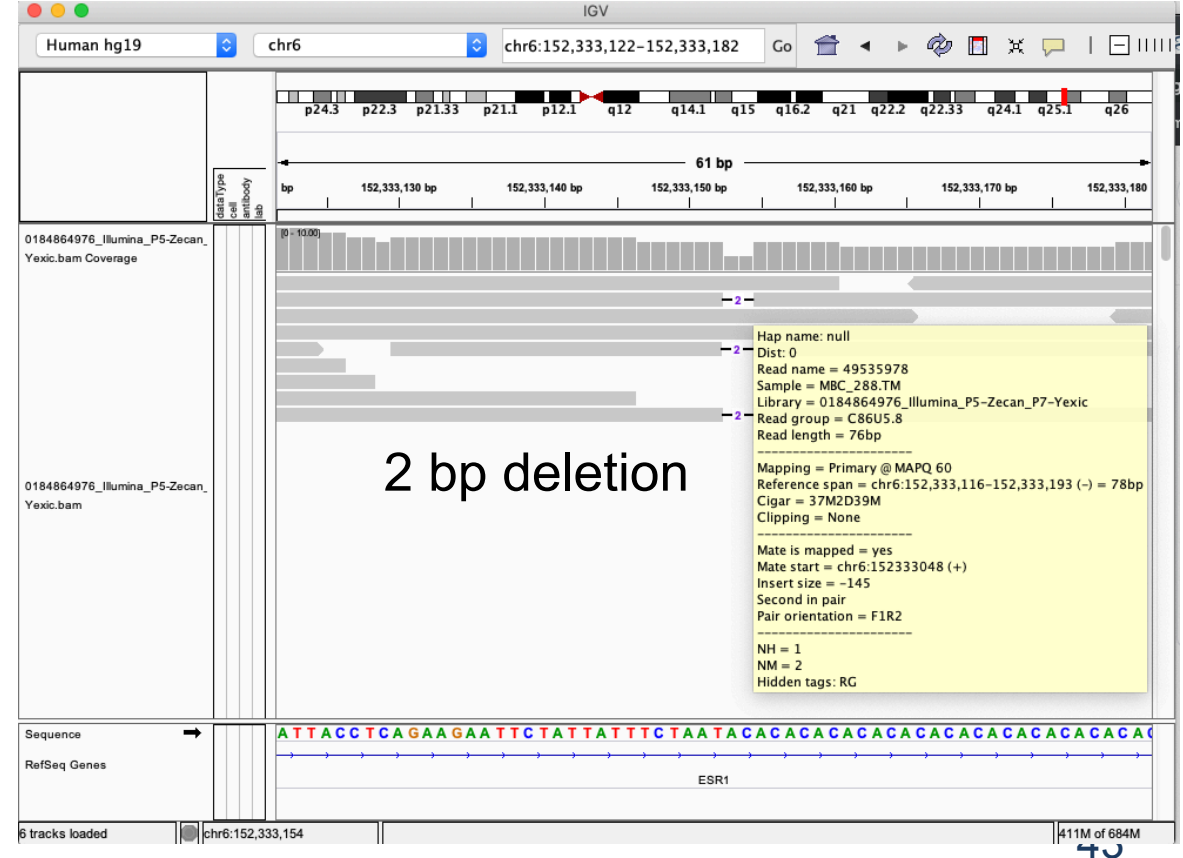 IGV
Human hg19 chr6 chr6:152,333,122-152,333,182 Go
p24.3 p22.3 p21.33 p21.1 p12.1 q12 q14.1 q15 q16.2 q21 q22.2 q22.33 q24.1 q25.1 q26
61 bp
dataType
cell
antibody
lab
bp 152,333,130 bp 152,333,140 bp 152,333,150 bp 152,333,160 bp 152,333,170 bp 152,333,180
0184864976_Illumina_P5-Zecan_
Yexic.bam Coverage
[0 - 10.00]
2
2
2
Hap name: null
Dist: 0
Read name = 49535978
Sample = MBC_288.TM
Library = 0184864976_Illumina_P5-Zecan_P7-Yexic
Read group = C86U5.8
Read length = 76bp
----------------------
Mapping = Primary @ MAPQ 60
Reference span = chr6:152,333,116-152,333,193 (-) = 78bp
Cigar = 37M2D39M
Clipping = None
----------------------
Mate is mapped = yes
Mate start = chr6:152333048 (+)
Insert size = -145
Second in pair
Pair orientation = F1R2
----------------------
NH = 1
NM = 2
Hidden tags: RG
2 bp deletion
0184864976_Illumina_P5-Zecan_
Yexic.bam
Sequence
A T T A C C T C A G A A G A A T T C T A T T A T T T C T A A T A C A C A C A C A C A C A C A C A C A C A C A C A C A C A C A
RefSeq Genes
ESR1
6 tracks loaded chr6:152,333,154 411M of 684M